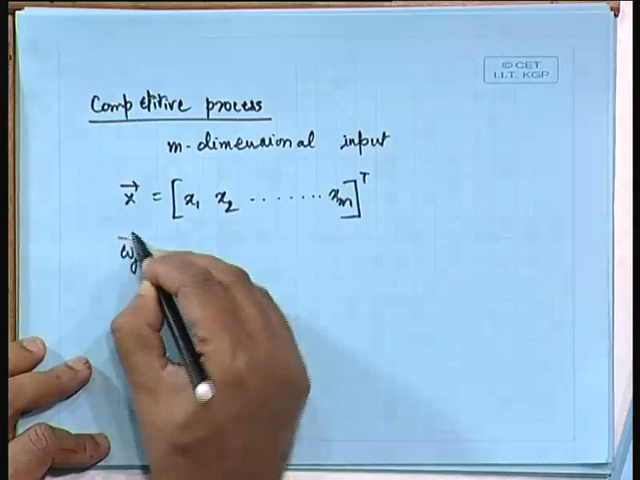 © CET
I.I.T. KGP
Competitive process
m-dimensional input
x⃗ = [x₁ x₂ ........ xₘ]ᵀ
w⃗ⱼ